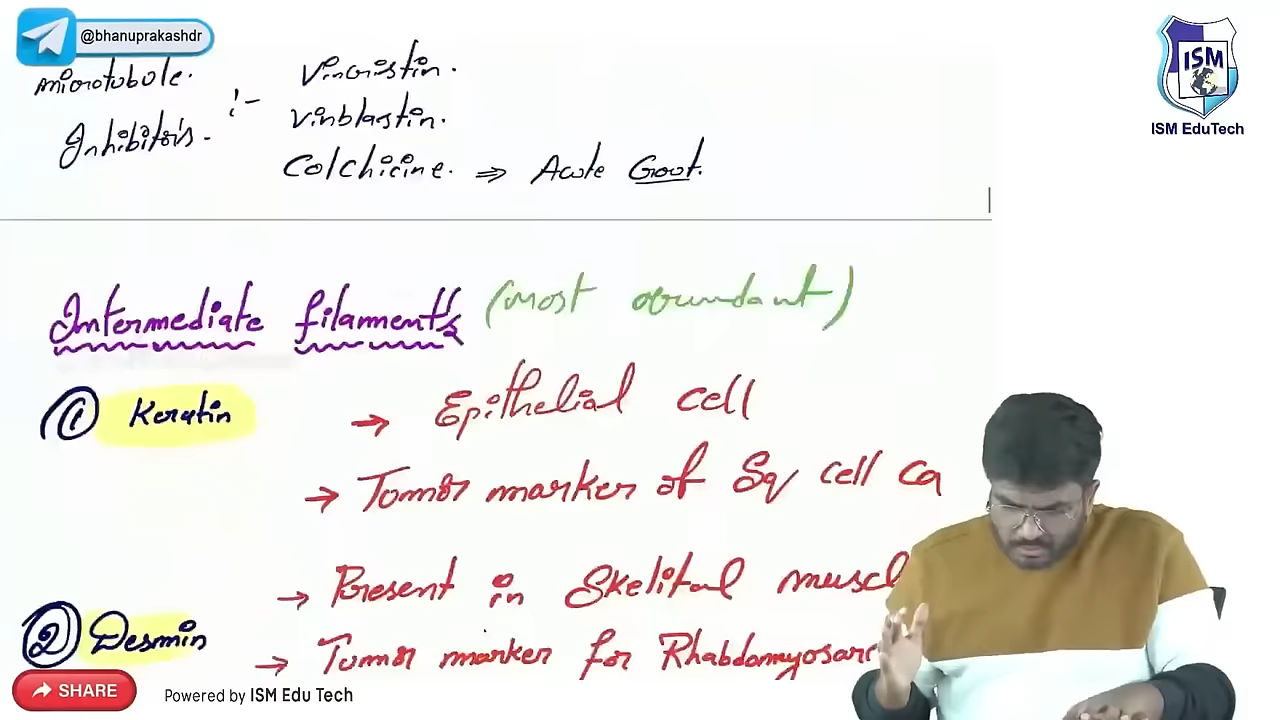 @bhanuprakashdr
ISM
ISM EduTech
microtubule.
Inhibitors. :-
Vincristin.
Vinblastin.
Colchicine. ⇒ Acute Gout.
Intermediate filamments (most abundant)
① Keratin → Epithelial cell
→ Tumor marker of Sq cell Ca
② Desmin → Present in Skelital muscl
→ Tumor marker for Rhabdomyosarc
SHARE
Powered by ISM Edu Tech